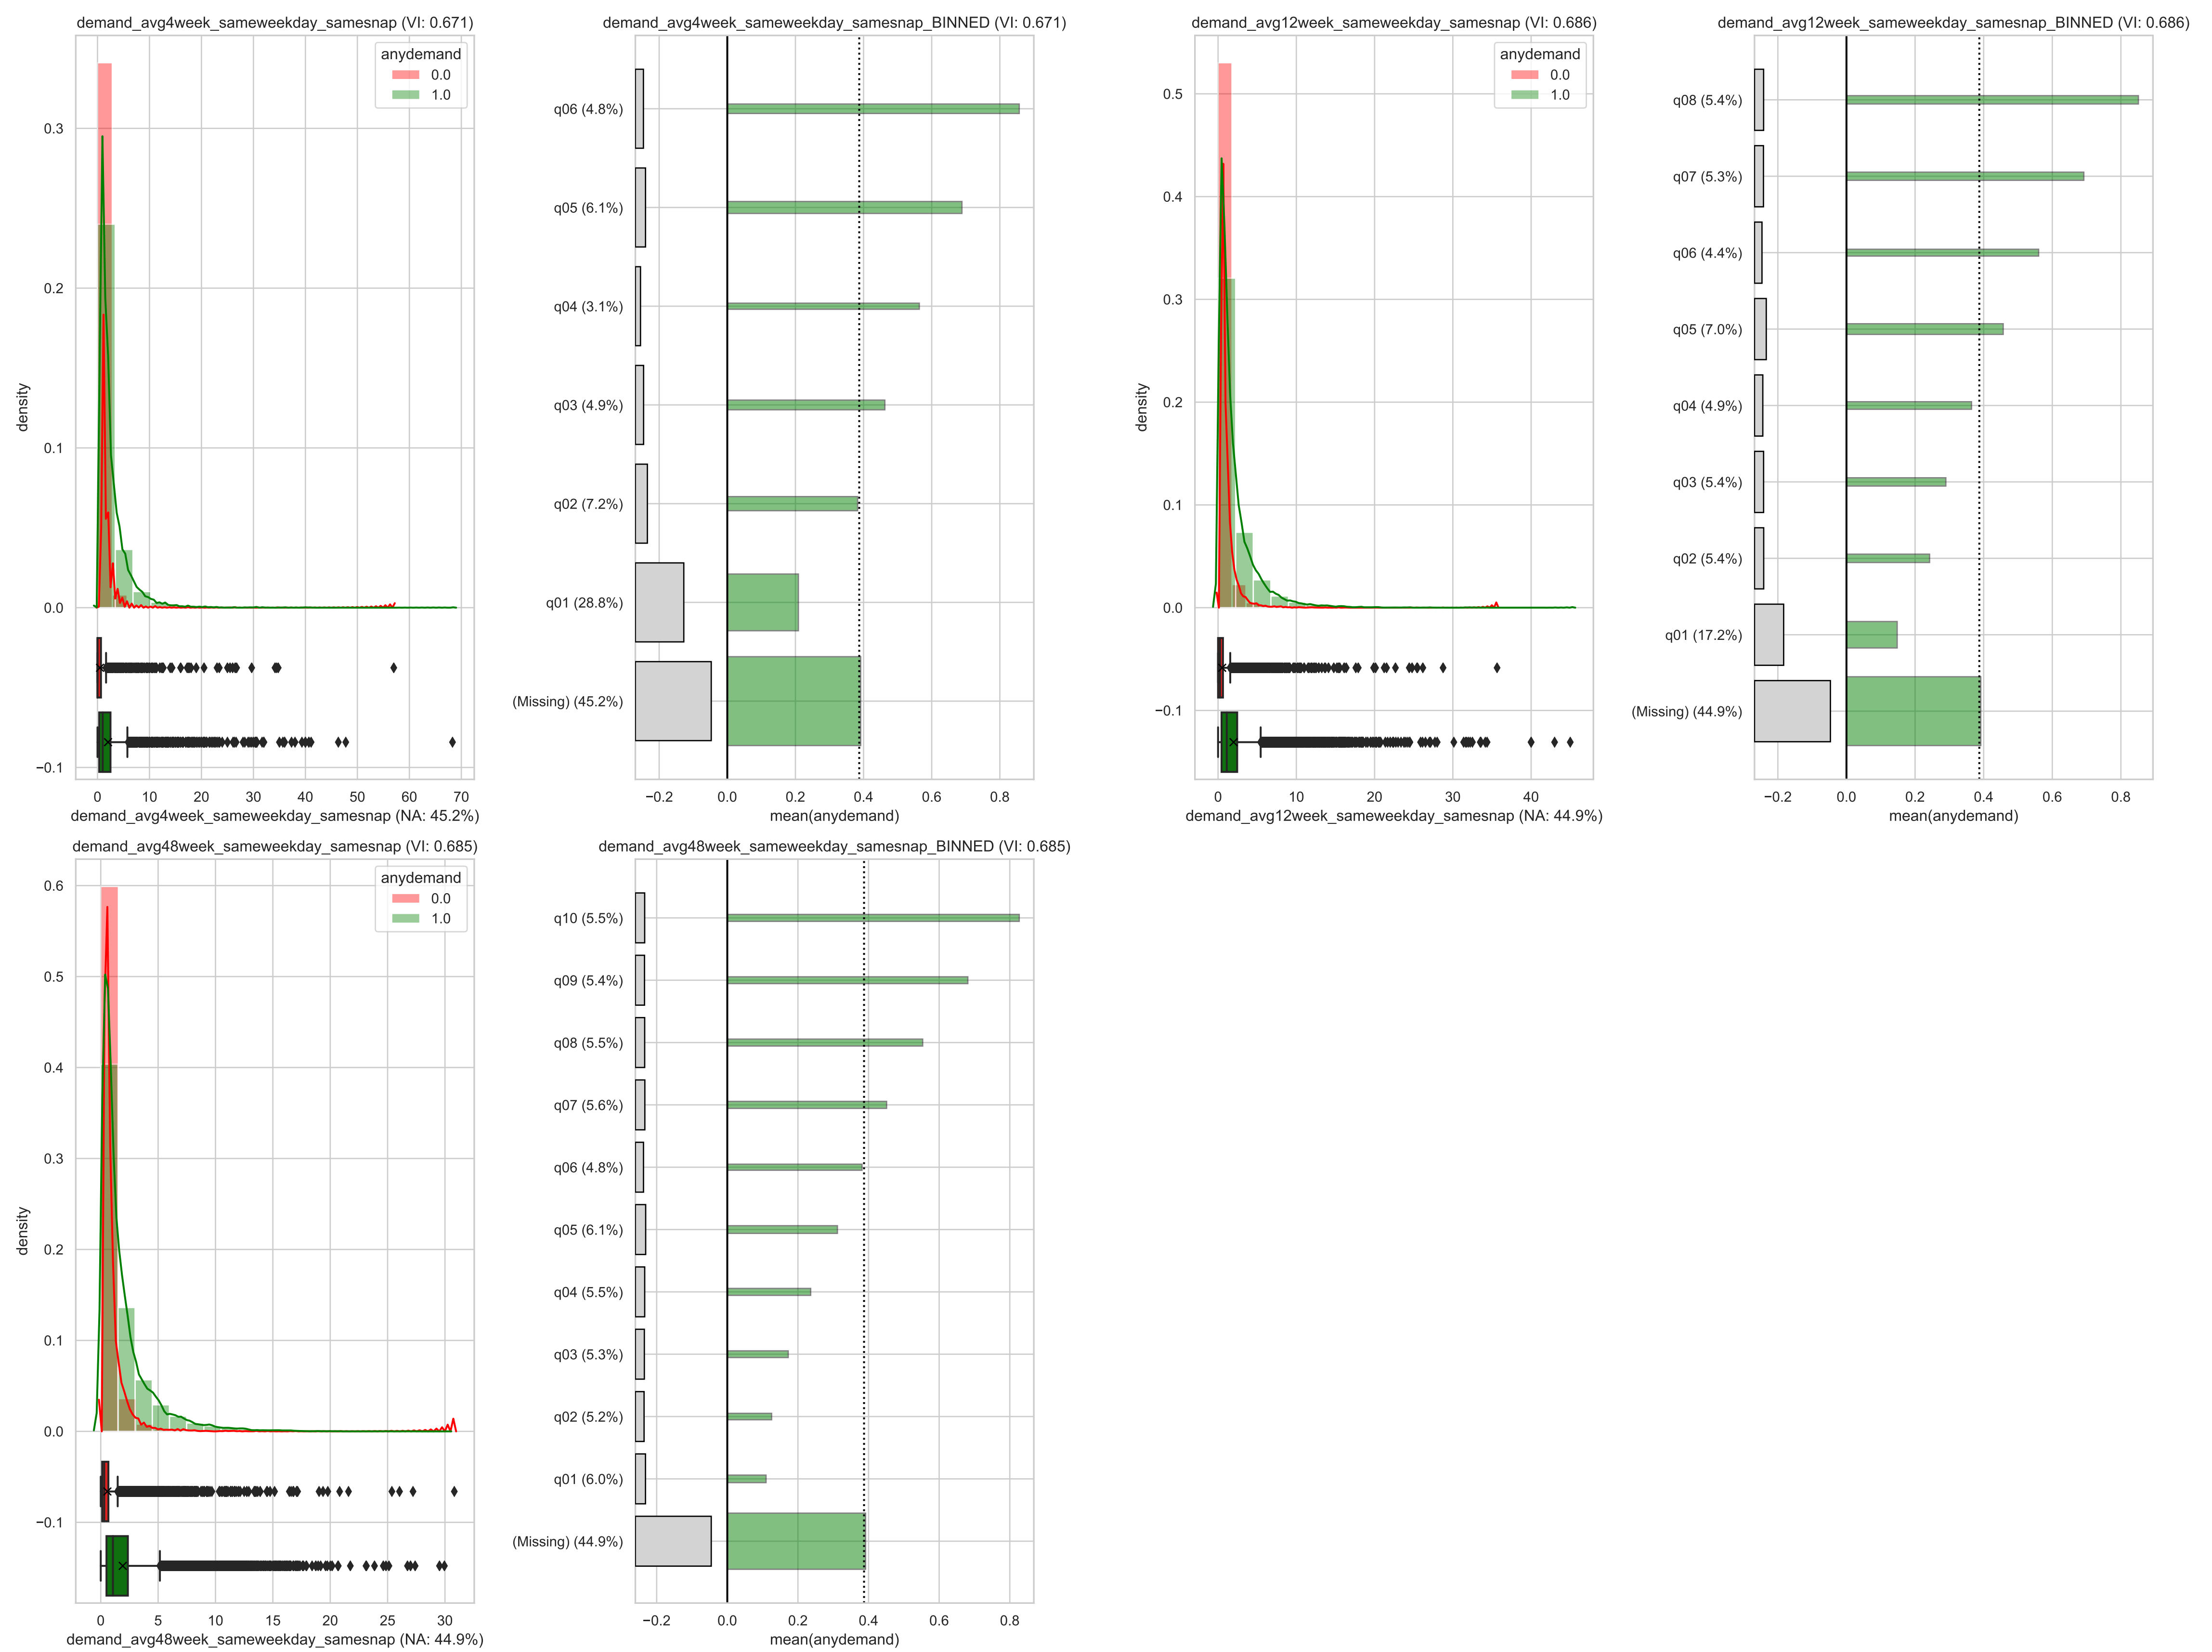 demand_avg4week_sameweekday_samesnap (VI: 0.671)
anydemand
0.0
1.0
density
0.3
0.2
0.1
0.0
−0.1
0 10 20 30 40 50 60 70
demand_avg4week_sameweekday_samesnap (NA: 45.2%)
demand_avg4week_sameweekday_samesnap_BINNED (VI: 0.671)
q06 (4.8%)
q05 (6.1%)
q04 (3.1%)
q03 (4.9%)
q02 (7.2%)
q01 (28.8%)
(Missing) (45.2%)
−0.2 0.0 0.2 0.4 0.6 0.8
mean(anydemand)
demand_avg12week_sameweekday_samesnap (VI: 0.686)
anydemand
0.0
1.0
density
0.5
0.4
0.3
0.2
0.1
0.0
−0.1
0 10 20 30 40
demand_avg12week_sameweekday_samesnap (NA: 44.9%)
demand_avg12week_sameweekday_samesnap_BINNED (VI: 0.686)
q08 (5.4%)
q07 (5.3%)
q06 (4.4%)
q05 (7.0%)
q04 (4.9%)
q03 (5.4%)
q02 (5.4%)
q01 (17.2%)
(Missing) (44.9%)
−0.2 0.0 0.2 0.4 0.6 0.8
mean(anydemand)
demand_avg48week_sameweekday_samesnap (VI: 0.685)
anydemand
0.0
1.0
density
0.6
0.5
0.4
0.3
0.2
0.1
0.0
−0.1
0 5 10 15 20 25 30
demand_avg48week_sameweekday_samesnap (NA: 44.9%)
demand_avg48week_sameweekday_samesnap_BINNED (VI: 0.685)
q10 (5.5%)
q09 (5.4%)
q08 (5.5%)
q07 (5.6%)
q06 (4.8%)
q05 (6.1%)
q04 (5.5%)
q03 (5.3%)
q02 (5.2%)
q01 (6.0%)
(Missing) (44.9%)
−0.2 0.0 0.2 0.4 0.6 0.8
mean(anydemand)